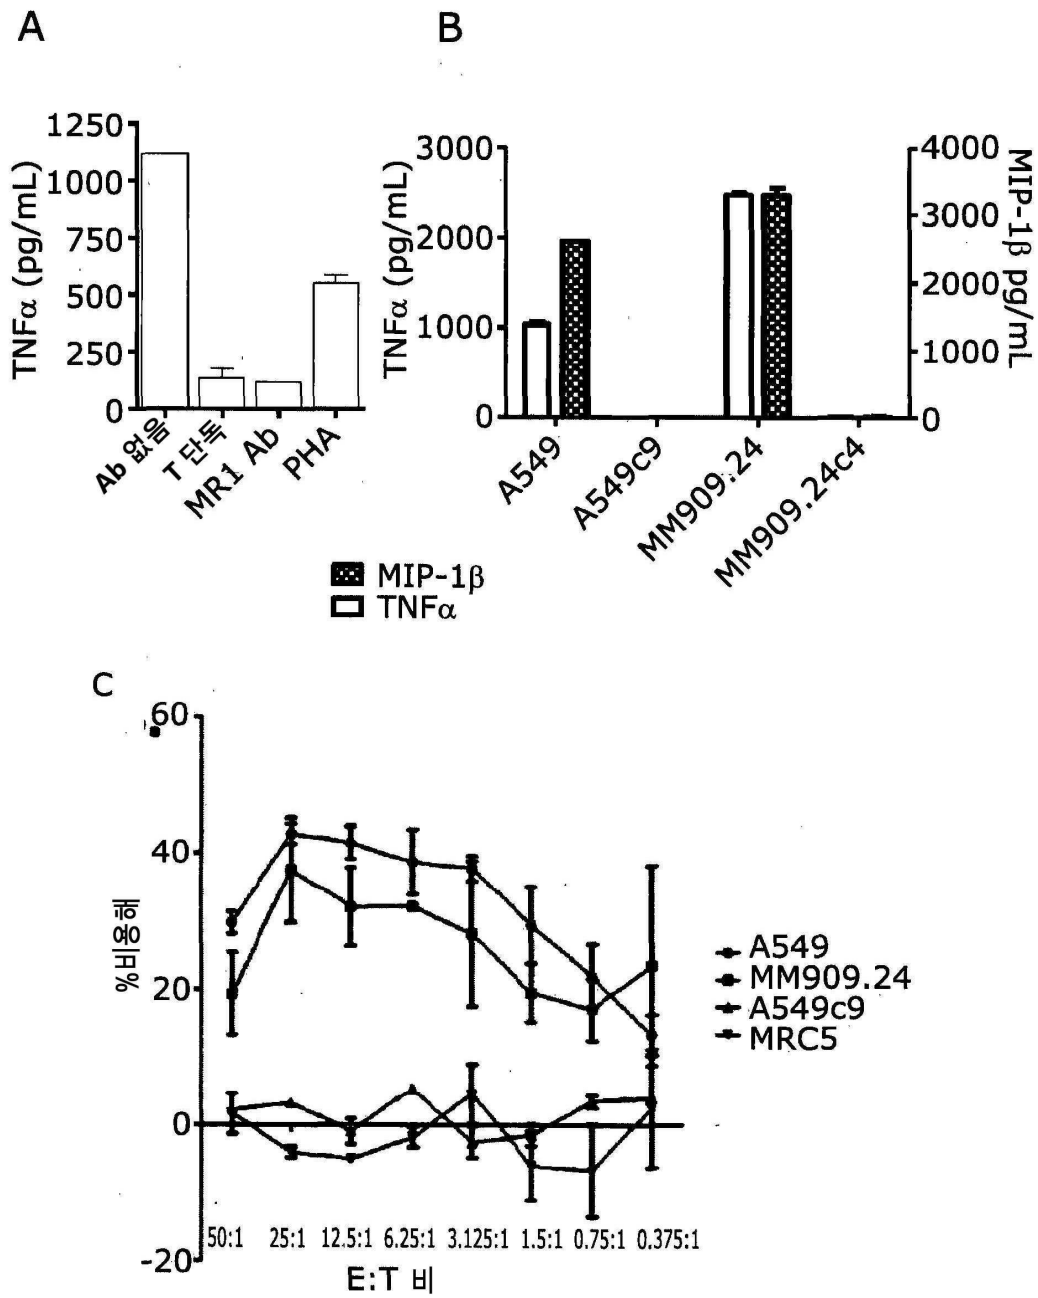 A
TNFα (pg/mL)
1250
1000
750
500
250
0
Ab 없음
T 단독
MR1 Ab
PHA
B
TNFα (pg/mL)
3000
2000
1000
0
4000
3000
2000
1000
0
MIP-1β pg/mL
A549
A549c9
MM909.24
MM909.24c4
MIP-1β
TNFα
C
%비용해
60
40
20
0
-20
50:1 25:1 12.5:1 6.25:1 3.125:1 1.5:1 0.75:1 0.375:1
E:T 비
A549
MM909.24
A549c9
MRC5